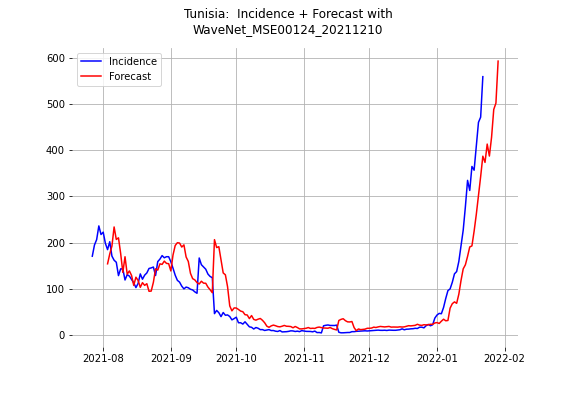 Tunisia:  Incidence + Forecast with
WaveNet_MSE00124_20211210
Incidence
Forecast
600
500
400
300
200
100
0
2021-08 2021-09 2021-10 2021-11 2021-12 2022-01 2022-02